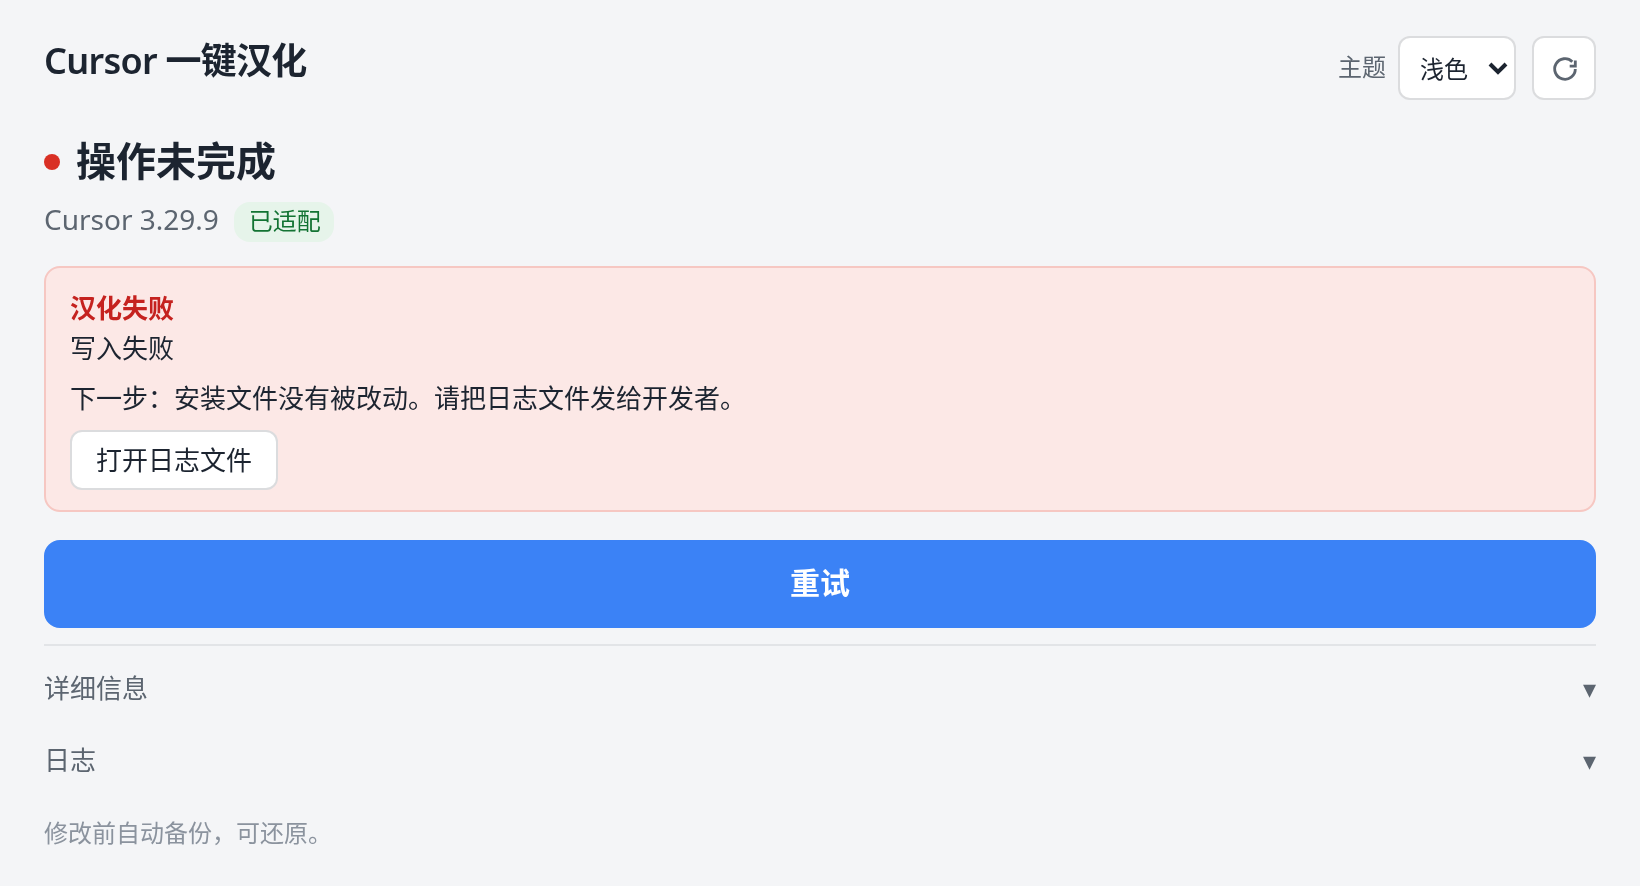 Cursor 一键汉化
主题
浅色
操作未完成
Cursor 3.29.9
已适配
汉化失败
写入失败
下一步：安装文件没有被改动。请把日志文件发给开发者。
打开日志文件
重试
详细信息
日志
修改前自动备份，可还原。